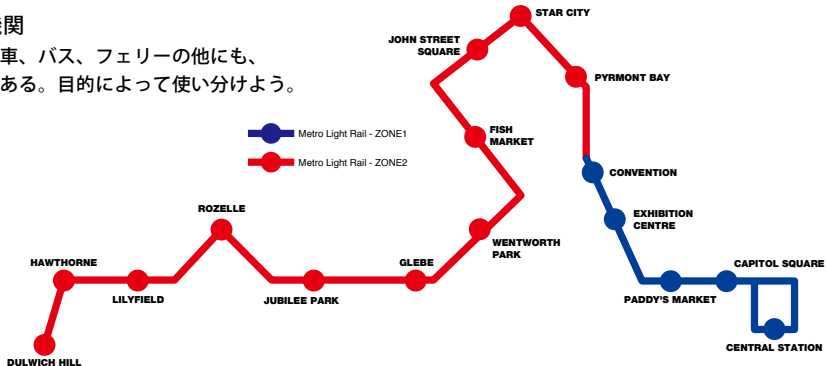 機関
車、バス、フェリーの他にも、
ある。目的によって使い分けよう。
STAR CITY
JOHN STREET
SQUARE
PYRMONT BAY
Metro Light Rail - ZONE1
Metro Light Rail - ZONE2
FISH
MARKET
CONVENTION
EXHIBITION
CENTRE
ROZELLE
WENTWORTH
PARK
HAWTHORNE
GLEBE
CAPITOL SQUARE
LILYFIELD
JUBILEE PARK
PADDY'S MARKET
CENTRAL STATION
DULWICH HILL